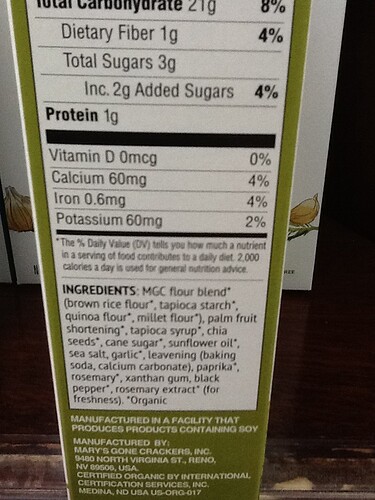 Total Carbohydrate 21g 8%
Dietary Fiber 1g 4%
Total Sugars 3g
Inc. 2g Added Sugars 4%
Protein 1g
Vitamin D 0mcg 0%
Calcium 60mg 4%
Iron 0.6mg 4%
Potassium 60mg 2%
*The % Daily Value (DV) tells you how much a nutrient
in a serving of food contributes to a daily diet. 2,000
calories a day is used for general nutrition advice.
INGREDIENTS: MGC flour blend*
(brown rice flour*, tapioca starch*,
quinoa flour*, millet flour*), palm fruit
shortening*, tapioca syrup*, chia
seeds*, cane sugar*, sunflower oil*,
sea salt, garlic*, leavening (baking
soda, calcium carbonate), paprika*,
rosemary*, xanthan gum, black
pepper*, rosemary extract* (for
freshness). *Organic
MANUFACTURED IN A FACILITY THAT
PRODUCES PRODUCTS CONTAINING SOY
MANUFACTURED BY:
MARY'S GONE CRACKERS, INC.
9480 NORTH VIRGINIA ST., RENO,
NV 89506, USA.
CERTIFIED ORGANIC BY INTERNATIONAL
CERTIFICATION SERVICES, INC.
MEDINA, ND USA US-ORG-017